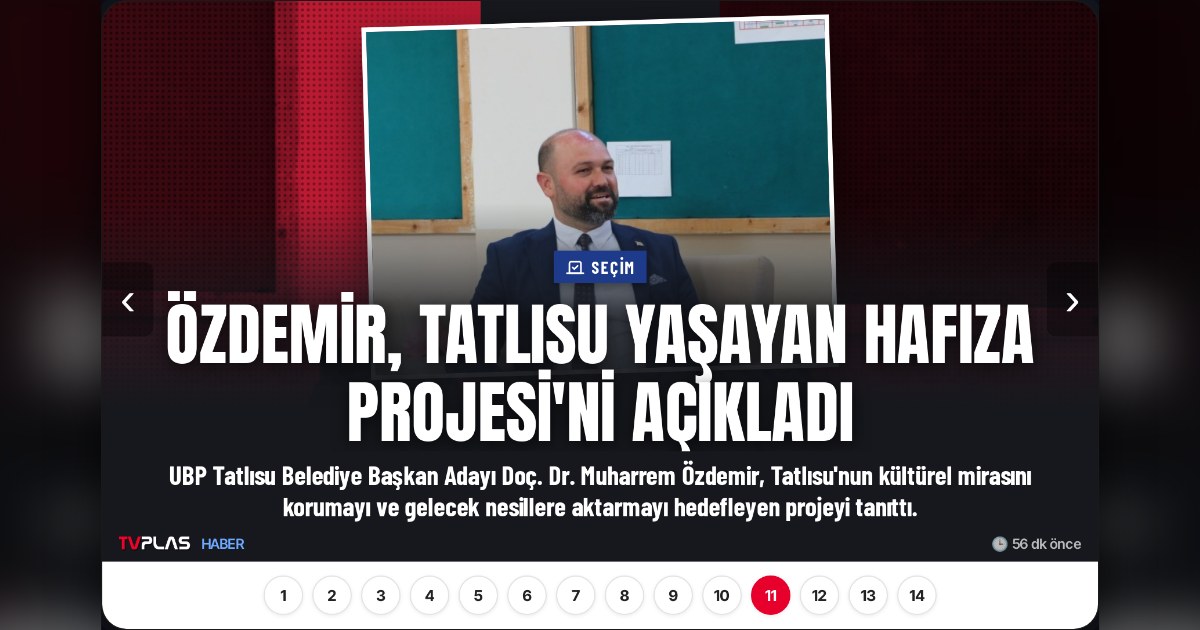 SEÇİM
ÖZDEMİR, TATLISU YAŞAYAN HAFIZA
PROJESİ'Nİ AÇIKLADI
UBP Tatlısu Belediye Başkan Adayı Doç. Dr. Muharrem Özdemir, Tatlısu'nun kültürel mirasını
korumayı ve gelecek nesillere aktarmayı hedefleyen projeyi tanıttı.
TVPLAS HABER
56 dk önce
1 2 3 4 5 6 7 8 9 10 11 12 13 14